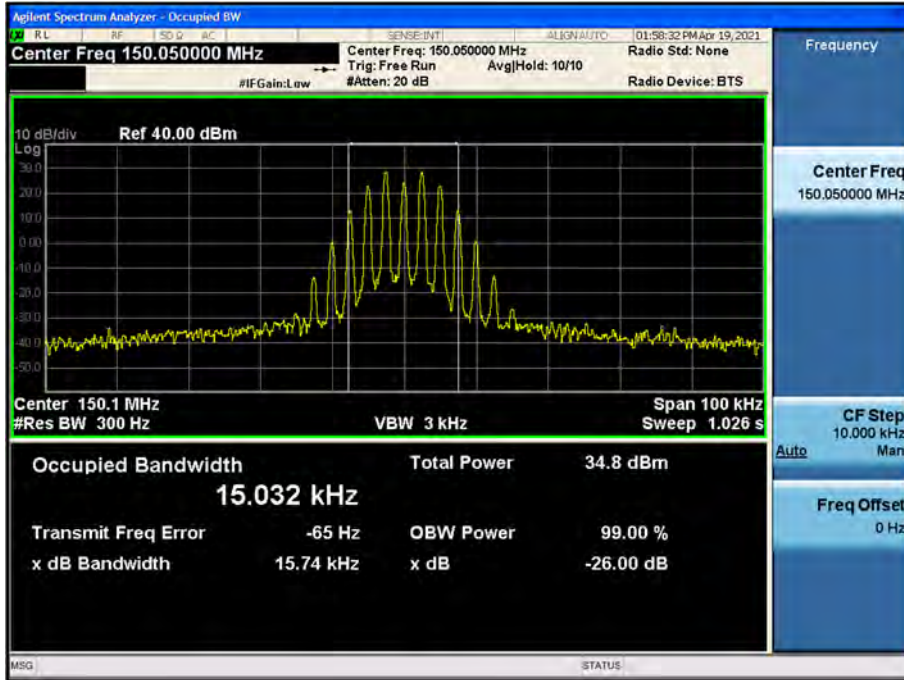 Agilent Spectrum Analyzer - Occupied BW
LXI RL RF 50 Ω AC SENSE:INT ALIGN AUTO 01:58:32 PM Apr 19, 2021
Center Freq 150.050000 MHz
Center Freq: 150.050000 MHz
Radio Std: None
Trig: Free Run Avg|Hold: 10/10
#IFGain:Low #Atten: 20 dB Radio Device: BTS
10 dB/div Ref 40.00 dBm
Log
30.0
20.0
10.0
0.00
-10.0
-20.0
-30.0
-40.0
-50.0
Center 150.1 MHz Span 100 kHz
#Res BW 300 Hz VBW 3 kHz Sweep 1.026 s
Occupied Bandwidth Total Power 34.8 dBm
15.032 kHz
Transmit Freq Error -65 Hz OBW Power 99.00 %
x dB Bandwidth 15.74 kHz x dB -26.00 dB
MSG STATUS
Frequency
Center Freq
150.050000 MHz
CF Step
10.000 kHz
Auto Man
Freq Offset
0 Hz